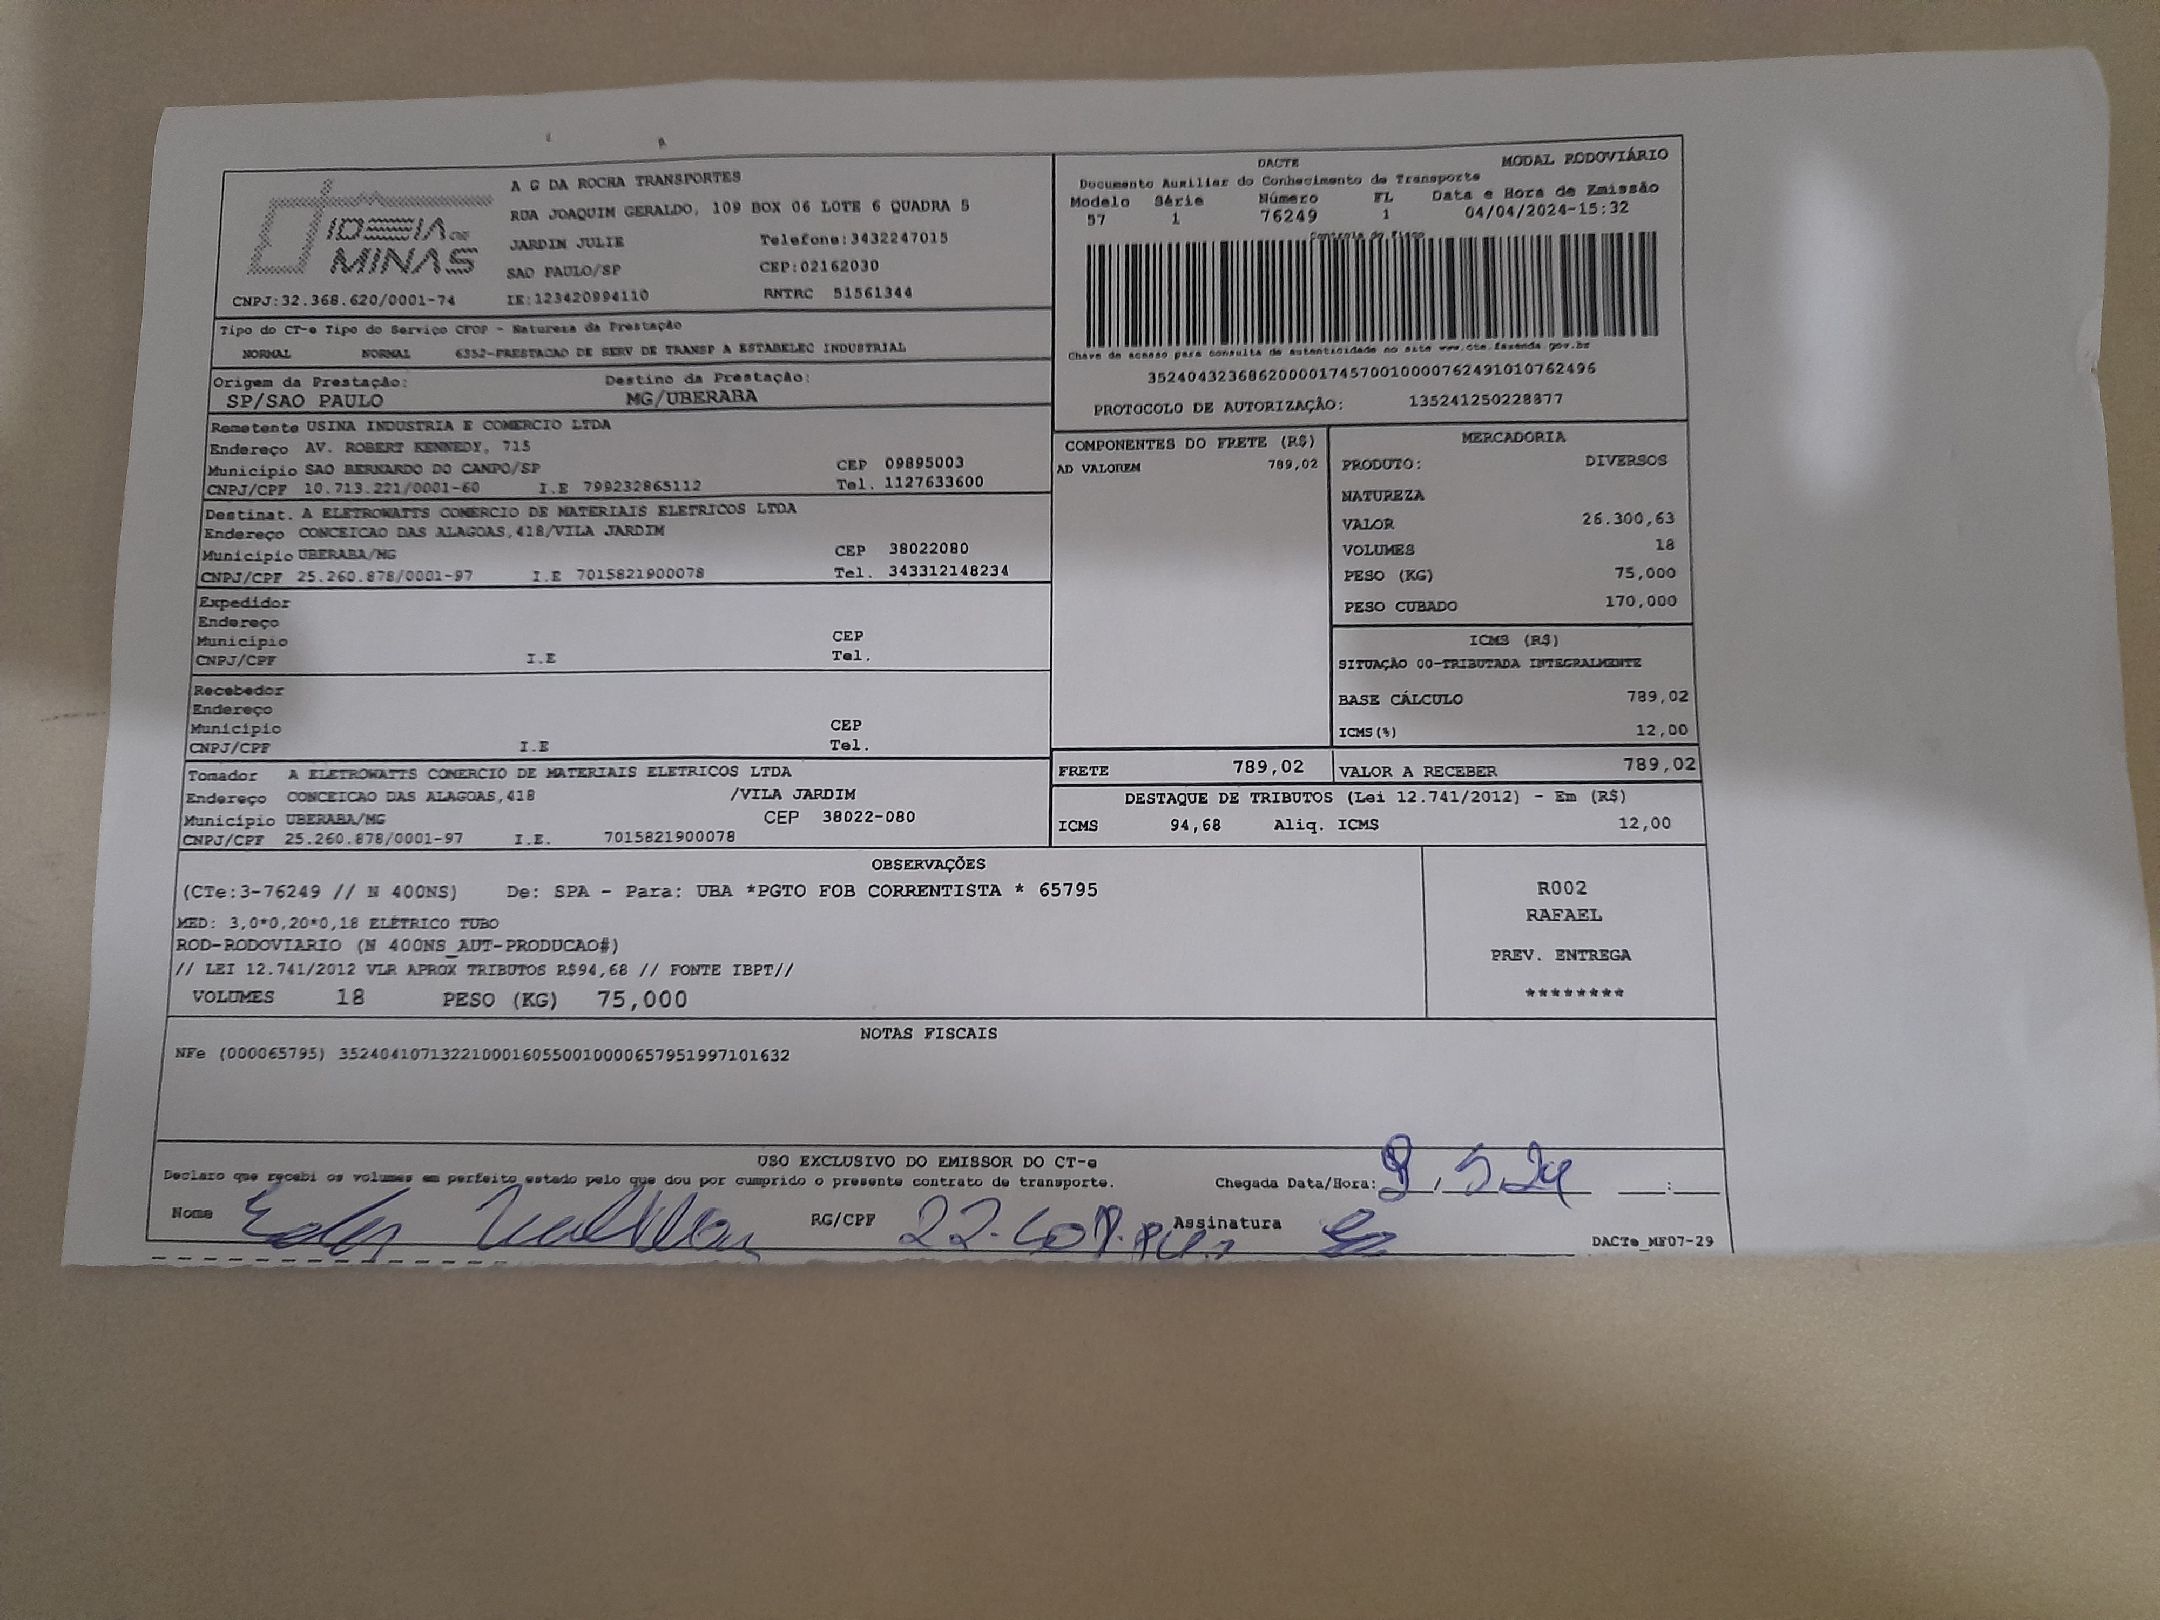 IDEIA DE
MINAS
CNPJ:32.368.620/0001-74
A G DA ROCHA TRANSPORTES
RUA JOAQUIM GERALDO, 109 BOX 06 LOTE 6 QUADRA 5
JARDIN JULIE Telefone:3432247015
SAO PAULO/SP CEP:02162030
IE:123420994110 RNTRC 51561344
DACTE MODAL RODOVIÁRIO
Documento Auxiliar do Conhecimento de Transporte
Modelo Série Número FL Data e Hora de Emissão
57 1 76249 1 04/04/2024-15:32
Controle do Fisco
Chave de acesso para consulta de autenticidade no site www.cte.fazenda.gov.br
35240432368620000174570010000762491010762496
PROTOCOLO DE AUTORIZAÇÃO: 135241250228877
Tipo do CT-e Tipo do Serviço CFOP - Natureza da Prestação
NORMAL NORMAL 6352-PRESTACAO DE SERV DE TRANSP A ESTABELEC INDUSTRIAL
Origem da Prestação: Destino da Prestação:
SP/SAO PAULO MG/UBERABA
Remetente USINA INDUSTRIA E COMERCIO LTDA
Endereço AV. ROBERT KENNEDY, 715
Município SAO BERNARDO DO CAMPO/SP CEP 09895003
CNPJ/CPF 10.713.221/0001-60 I.E 799232865112 Tel. 1127633600
Destinat. A ELETROWATTS COMERCIO DE MATERIAIS ELETRICOS LTDA
Endereço CONCEICAO DAS ALAGOAS,418/VILA JARDIM
Município UBERABA/MG CEP 38022080
CNPJ/CPF 25.260.878/0001-97 I.E 7015821900078 Tel. 343312148234
Expedidor
Endereço
Município CEP
CNPJ/CPF I.E Tel.
Recebedor
Endereço
Município CEP
CNPJ/CPF I.E Tel.
Tomador A ELETROWATTS COMERCIO DE MATERIAIS ELETRICOS LTDA
Endereço CONCEICAO DAS ALAGOAS,418 /VILA JARDIM
Município UBERABA/MG CEP 38022-080
CNPJ/CPF 25.260.878/0001-97 I.E. 7015821900078
COMPONENTES DO FRETE (R$)
AD VALOREM 789,02
MERCADORIA
PRODUTO: DIVERSOS
NATUREZA
VALOR 26.300,63
VOLUMES 18
PESO (KG) 75,000
PESO CUBADO 170,000
ICMS (R$)
SITUAÇÃO 00-TRIBUTADA INTEGRALMENTE
BASE CÁLCULO 789,02
ICMS(%) 12,00
FRETE 789,02 VALOR A RECEBER 789,02
DESTAQUE DE TRIBUTOS (Lei 12.741/2012) - Em (R$)
ICMS 94,68 Aliq. ICMS 12,00
OBSERVAÇÕES
(CTe:3-76249 // N 400NS) De: SPA - Para: UBA *PGTO FOB CORRENTISTA * 65795
MED: 3,0*0,20*0,18 ELÉTRICO TUBO
ROD-RODOVIARIO (N 400NS_AUT-PRODUCAO#)
// LEI 12.741/2012 VLR APROX TRIBUTOS R$94,68 // FONTE IBPT//
VOLUMES 18 PESO (KG) 75,000
R002
RAFAEL
PREV. ENTREGA
********
NOTAS FISCAIS
NFe (000065795) 35240410713221000160550010000657951997101632
USO EXCLUSIVO DO EMISSOR DO CT-e
Declaro que recebi os volumes em perfeito estado pelo que dou por cumprido o presente contrato de transporte. Chegada Data/Hora: __/__/__ __:__
Nome RG/CPF Assinatura
DACTe_MF07-29